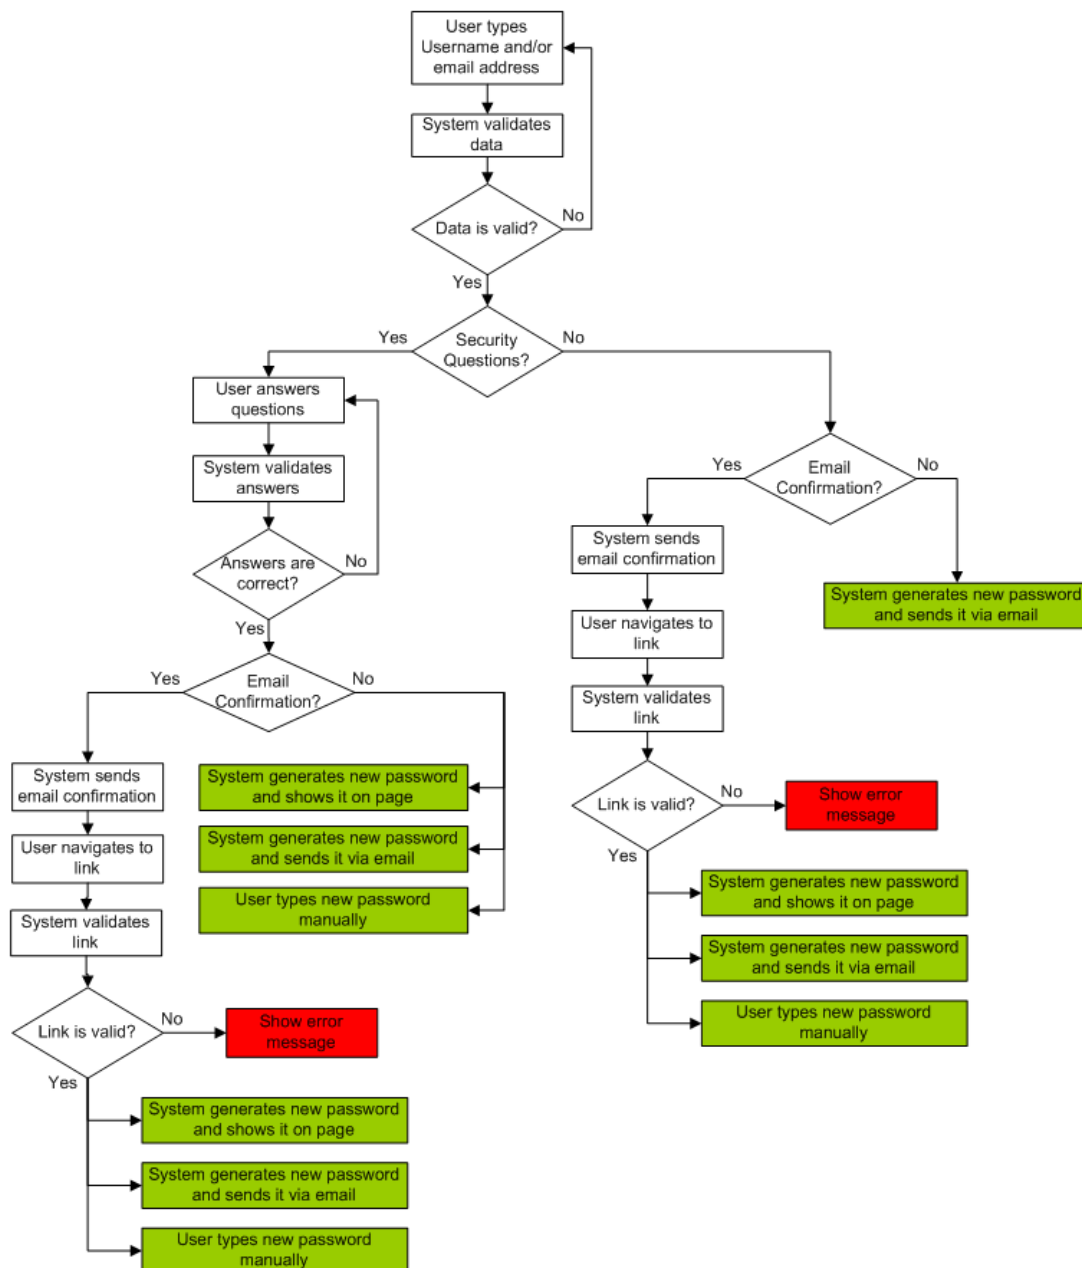 User types
Username and/or
email address
System validates
data
Data is valid?
No
Yes
Security
Questions?
Yes
No
User answers
questions
System validates
answers
Answers are
correct?
No
Yes
Email
Confirmation?
Yes
No
System sends
email confirmation
User navigates to
link
System validates
link
Link is valid?
No
Show error
message
Yes
System generates new password
and shows it on page
System generates new password
and sends it via email
User types new password
manually
System generates new password
and shows it on page
System generates new password
and sends it via email
User types new password
manually
Email
Confirmation?
Yes
No
System generates new password
and sends it via email
System sends
email confirmation
User navigates to
link
System validates
link
Link is valid?
No
Show error
message
Yes
System generates new password
and shows it on page
System generates new password
and sends it via email
User types new password
manually